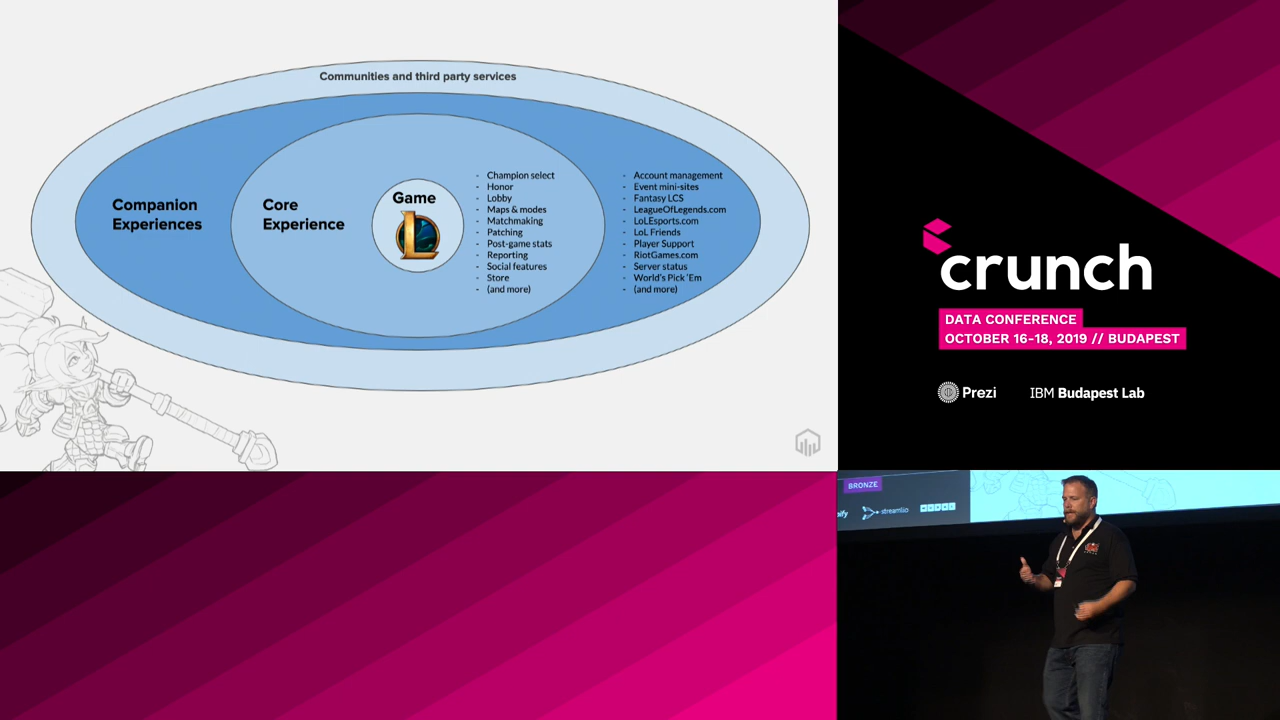 Communities and third party services
Companion
Experiences
Core
Experience
Game
- Champion select
- Honor
- Lobby
- Maps & modes
- Matchmaking
- Patching
- Post-game stats
- Reporting
- Social features
- Store
- (and more)
- Account management
- Event mini-sites
- Fantasy LCS
- LeagueOfLegends.com
- LoLEsports.com
- LoL Friends
- Player Support
- RiotGames.com
- Server status
- World's Pick 'Em
- (and more)
crunch
DATA CONFERENCE
OCTOBER 16-18, 2019 // BUDAPEST
Prezi
IBM Budapest Lab
BRONZE
streamlio